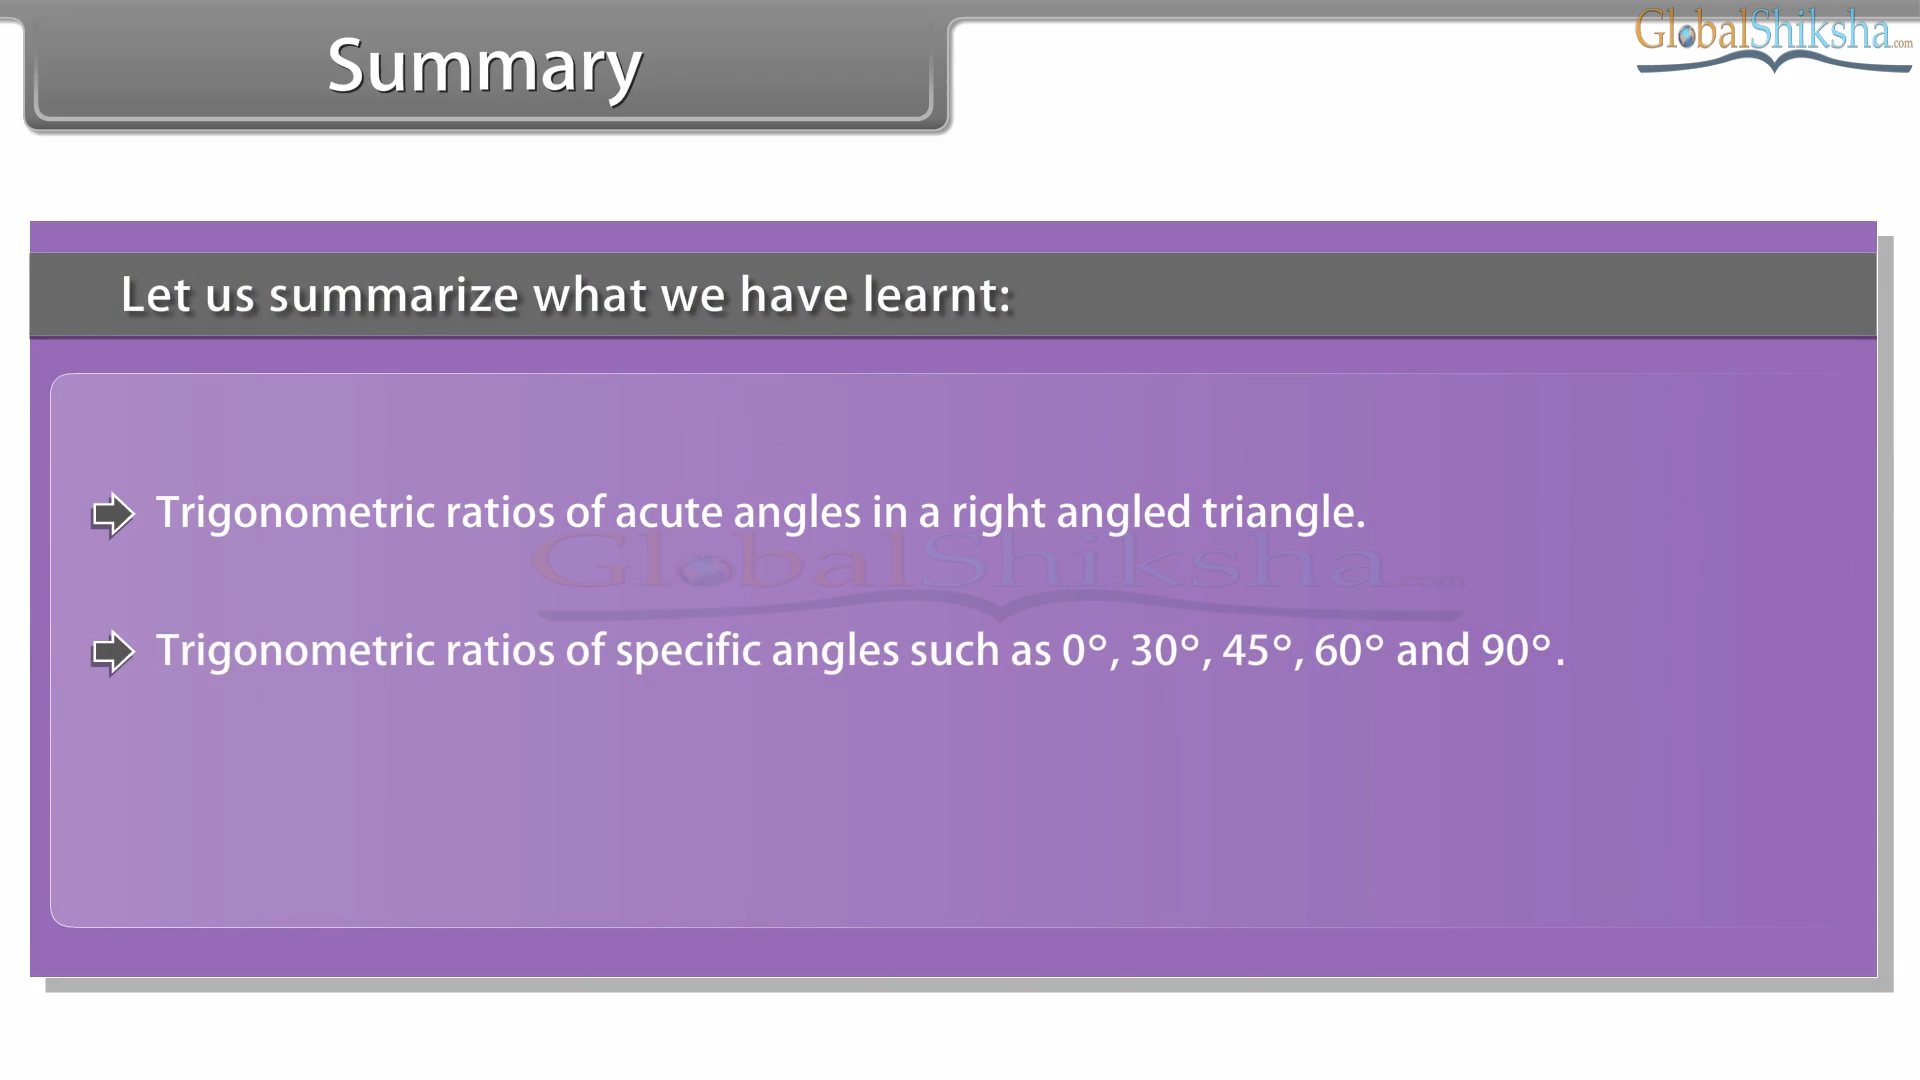 Summary
GlobalShiksha.com
Let us summarize what we have learnt:
Trigonometric ratios of acute angles in a right angled triangle.
GlobalShiksha.com
Trigonometric ratios of specific angles such as 0°, 30°, 45°, 60° and 90°.